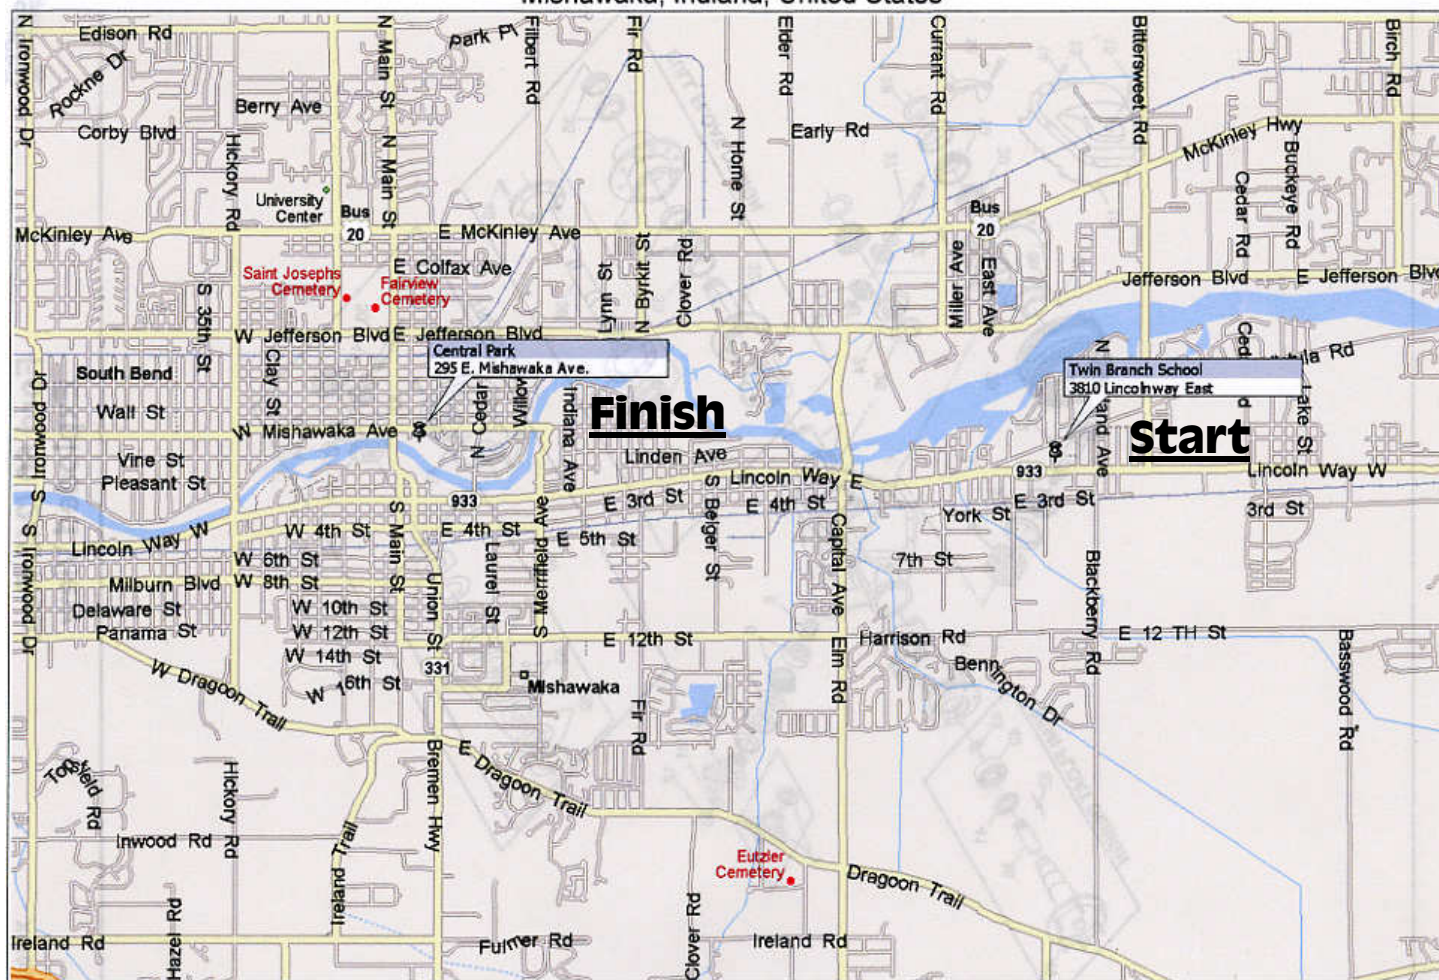 Mishawaka, Indiana, United States
N Ironwood Dr
Edison Rd
Rockne Dr
Corby Blvd
Berry Ave
Hickory Rd
N Main St
N Main St
Park Pl
Filbert Rd
Fir Rd
Elder Rd
Currant Rd
Bittersweet Rd
Birch Rd
N Home St
Early Rd
McKinley Hwy
Buckeye Rd
Cedar Rd
University
Center
Bus
20
McKinley Ave
E McKinley Ave
Bus
20
E Colfax Ave
Saint Josephs
Cemetery
Fairview
Cemetery
S 35th St
Lynn St
N Byrkit St
Clover Rd
Miller Ave
East Ave
Jefferson Blvd
E Jefferson Blvd
W Jefferson Blvd
E Jefferson Blvd
Central Park
295 E. Mishawaka Ave.
Twin Branch School
3810 Lincolnway East
South Bend
Wall St
Clay St
W Mishawaka Ave
N Cedar
Indiana Ave
Finish
Start
S Ironwood Dr
Vine St
Pleasant St
Linden Ave
Lincoln Way E
933
Lincoln Way W
Lake St
933
E 3rd St
E 4th St
S Belger St
York St
E 3rd St
3rd St
Lincoln Way W
W 4th St
S Main St
E 4th St
E 5th St
S Merrifield Ave
Capital Ave
7th St
S Ironwood Dr
W 6th St
Milburn Blvd
W 8th St
Laurel St
Union St
Blackberry Rd
Delaware St
W 10th St
Panama St
W 12th St
E 12th St
Harrison Rd
E 12 TH St
W 14th St
331
W 16th St
Elm Rd
Bennington Dr
Basswood Rd
W Dragoon Trail
Mishawaka
Fir Rd
Bremen Hwy
E Dragoon Trail
Topsfield Rd
Hickory Rd
Inwood Rd
Ireland Trail
Eutzler
Cemetery
Dragoon Trail
Hazel Rd
Ireland Rd
Fulmer Rd
Clover Rd
Ireland Rd